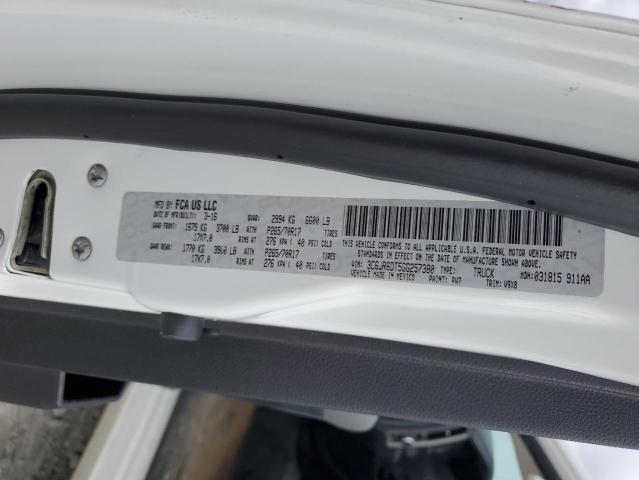 MFD BY FCA US LLC
DATE OF MFR/BUILT: 3-16 GVWR: 2994 KG 6600 LB
GAWR FRONT: 1679 KG 3700 LB WITH P265/70R17 TIRES
17X7.0 RIMS AT 276 KPA ( 40 PSI) COLD
GAWR REAR: 1770 KG 3900 LB WITH P265/70R17 TIRES
17X7.0 RIMS AT 276 KPA ( 40 PSI) COLD
THIS VEHICLE CONFORMS TO ALL APPLICABLE U.S.A. FEDERAL MOTOR VEHICLE SAFETY
STANDARDS IN EFFECT ON THE DATE OF MANUFACTURE SHOWN ABOVE.
VIN: 3C6JR6DT5GG257380 TYPE: TRUCK MDH: 031815 911AA
VEHICLE MADE IN MEXICO PAINT: PW7 TRIM: V9X8